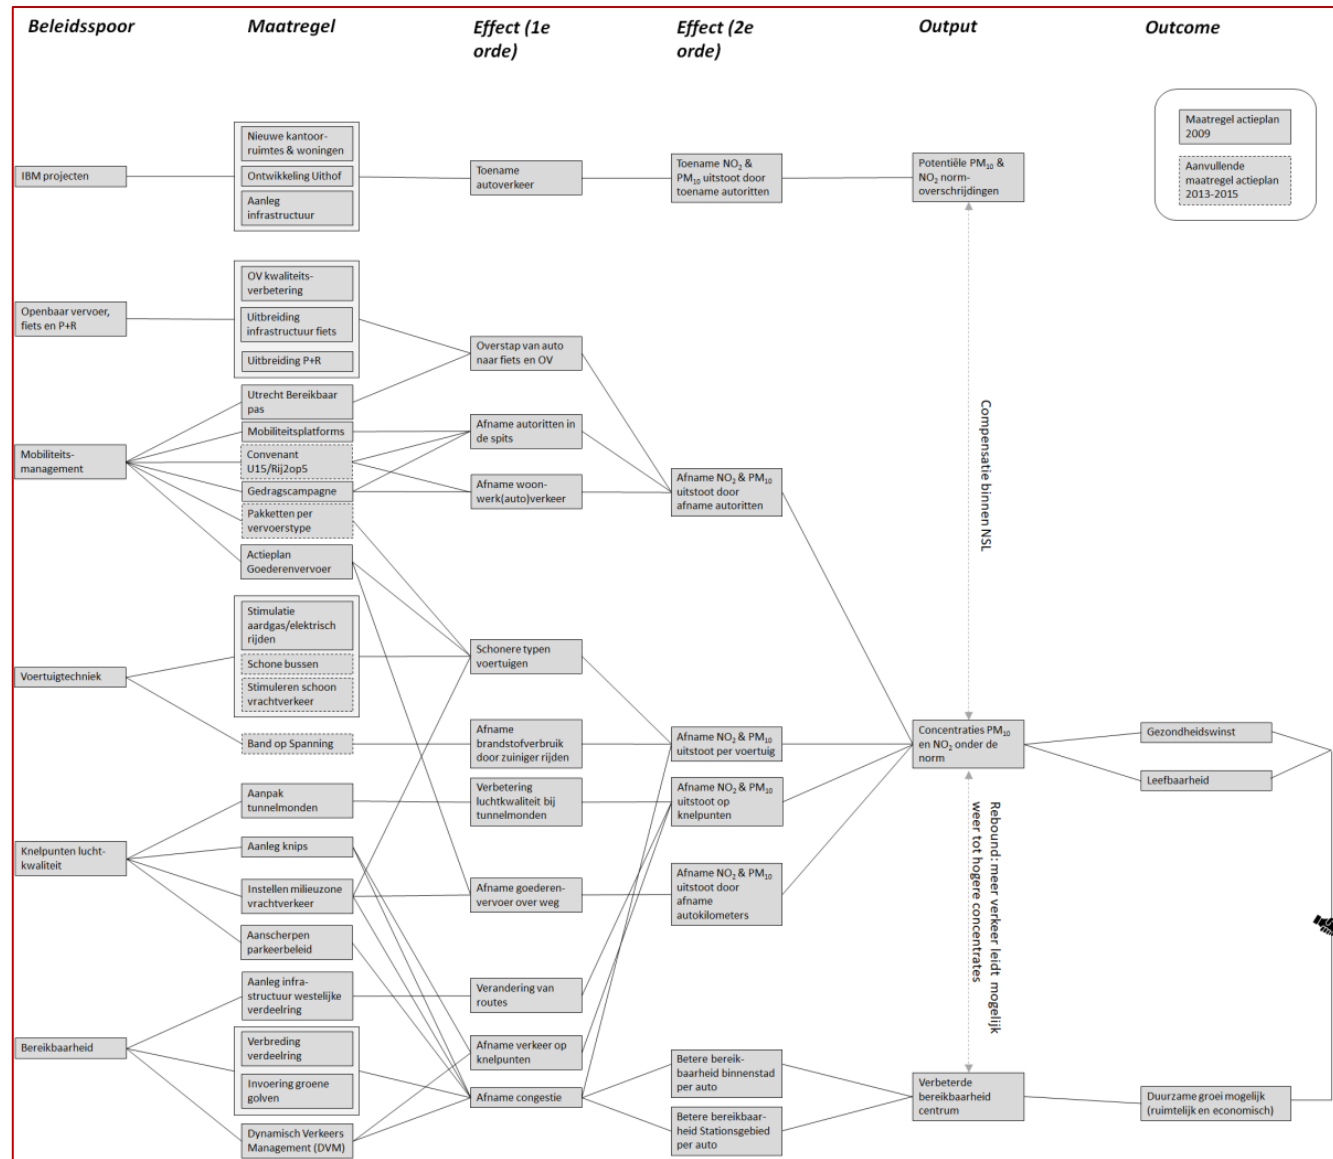 Beleidsspoor
Maatregel
Effect (1e
orde)
Effect (2e
orde)
Output
Outcome
Maatregel actieplan
2009
Aanvullende
maatregel actieplan
2013-2015
IBM projecten
Nieuwe kantoor-
ruimtes & woningen
Ontwikkeling Uithof
Aanleg
infrastructuur
Toename
autoverkeer
Toename NO₂ &
PM₁₀ uitstoot door
toename autoritten
Potentiële PM₁₀ &
NO₂ norm-
overschrijdingen
Openbaar vervoer,
fiets en P+R
OV kwaliteits-
verbetering
Uitbreiding
infrastructuur fiets
Uitbreiding P+R
Overstap van auto
naar fiets en OV
Mobiliteits-
management
Utrecht Bereikbaar
pas
Mobiliteitsplatforms
Convenant
U15/Rij2op5
Gedragscampagne
Pakketten per
vervoerstype
Actieplan
Goederenvervoer
Afname autoritten in
de spits
Afname woon-
werk(auto)verkeer
Afname NO₂ & PM₁₀
uitstoot door
afname autoritten
Compensatie binnen NSL
Voertuigtechniek
Stimulatie
aardgas/elektrisch
rijden
Schone bussen
Stimuleren schoon
vrachtverkeer
Band op Spanning
Schonere typen
voertuigen
Afname
brandstofverbruik
door zuiniger rijden
Afname NO₂ & PM₁₀
uitstoot per voertuig
Concentraties PM₁₀
en NO₂ onder de
norm
Gezondheidswinst
Leefbaarheid
Knelpunten lucht-
kwaliteit
Aanpak
tunnelmonden
Aanleg knips
Instellen milieuzone
vrachtverkeer
Aanscherpen
parkeerbeleid
Verbetering
luchtkwaliteit bij
tunnelmonden
Afname goederen-
vervoer over weg
Afname NO₂ & PM₁₀
uitstoot op
knelpunten
Afname NO₂ & PM₁₀
uitstoot door
afname
autokilometers
Rebound: meer verkeer leidt mogelijk
weer tot hogere concentrates
Bereikbaarheid
Aanleg infra-
structuur westelijke
verdeelring
Verbreding
verdeelring
Invoering groene
golven
Dynamisch Verkeers
Management (DVM)
Verandering van
routes
Afname verkeer op
knelpunten
Afname congestie
Betere bereik-
baarheid binnenstad
per auto
Betere bereikbaar-
heid Stationsgebied
per auto
Verbeterde
bereikbaarheid
centrum
Duurzame groei mogelijk
(ruimtelijk en economisch)